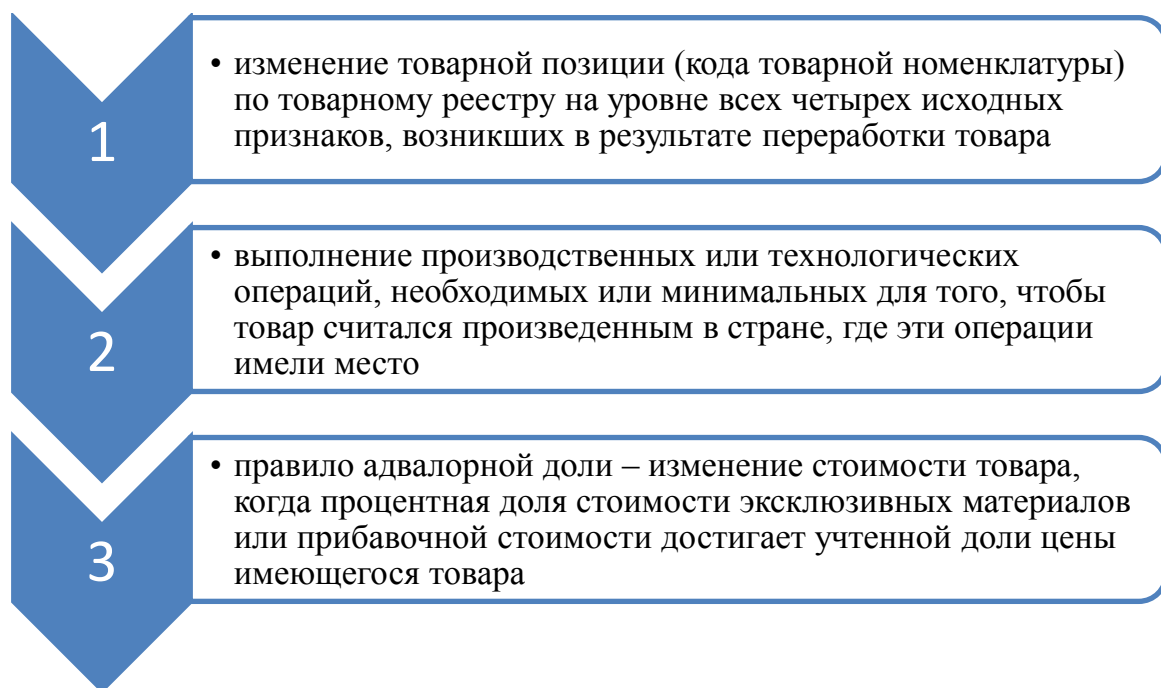 1
• изменение товарной позиции (кода товарной номенклатуры)
по товарному реестру на уровне всех четырех исходных
признаков, возникших в результате переработки товара
2
• выполнение производственных или технологических
операций, необходимых или минимальных для того, чтобы
товар считался произведенным в стране, где эти операции
имели место
3
• правило адвалорной доли – изменение стоимости товара,
когда процентная доля стоимости эксклюзивных материалов
или прибавочной стоимости достигает учтенной доли цены
имеющегося товара